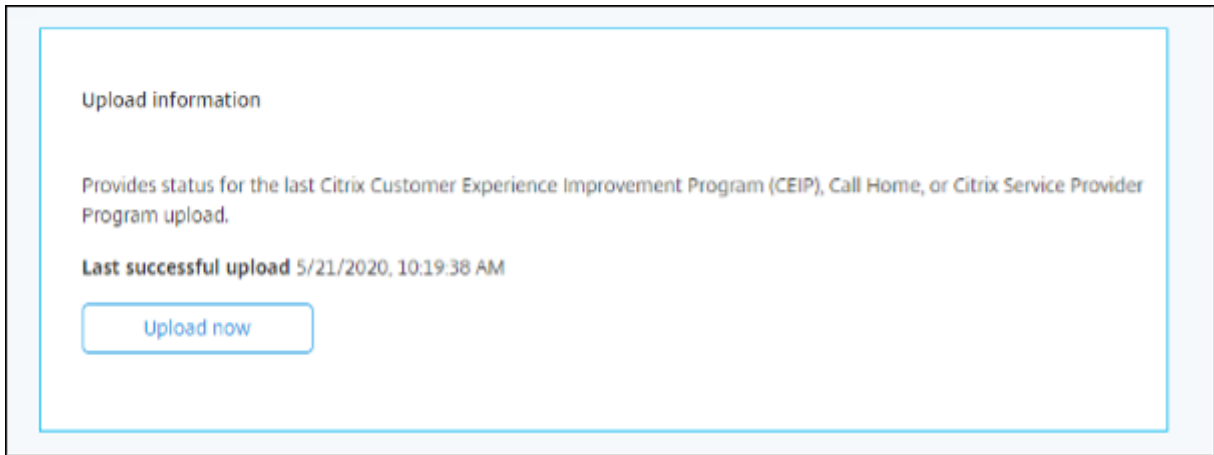 Upload information
Provides status for the last Citrix Customer Experience Improvement Program (CEIP), Call Home, or Citrix Service Provider
Program upload.
Last successful upload 5/21/2020, 10:19:38 AM
Upload now